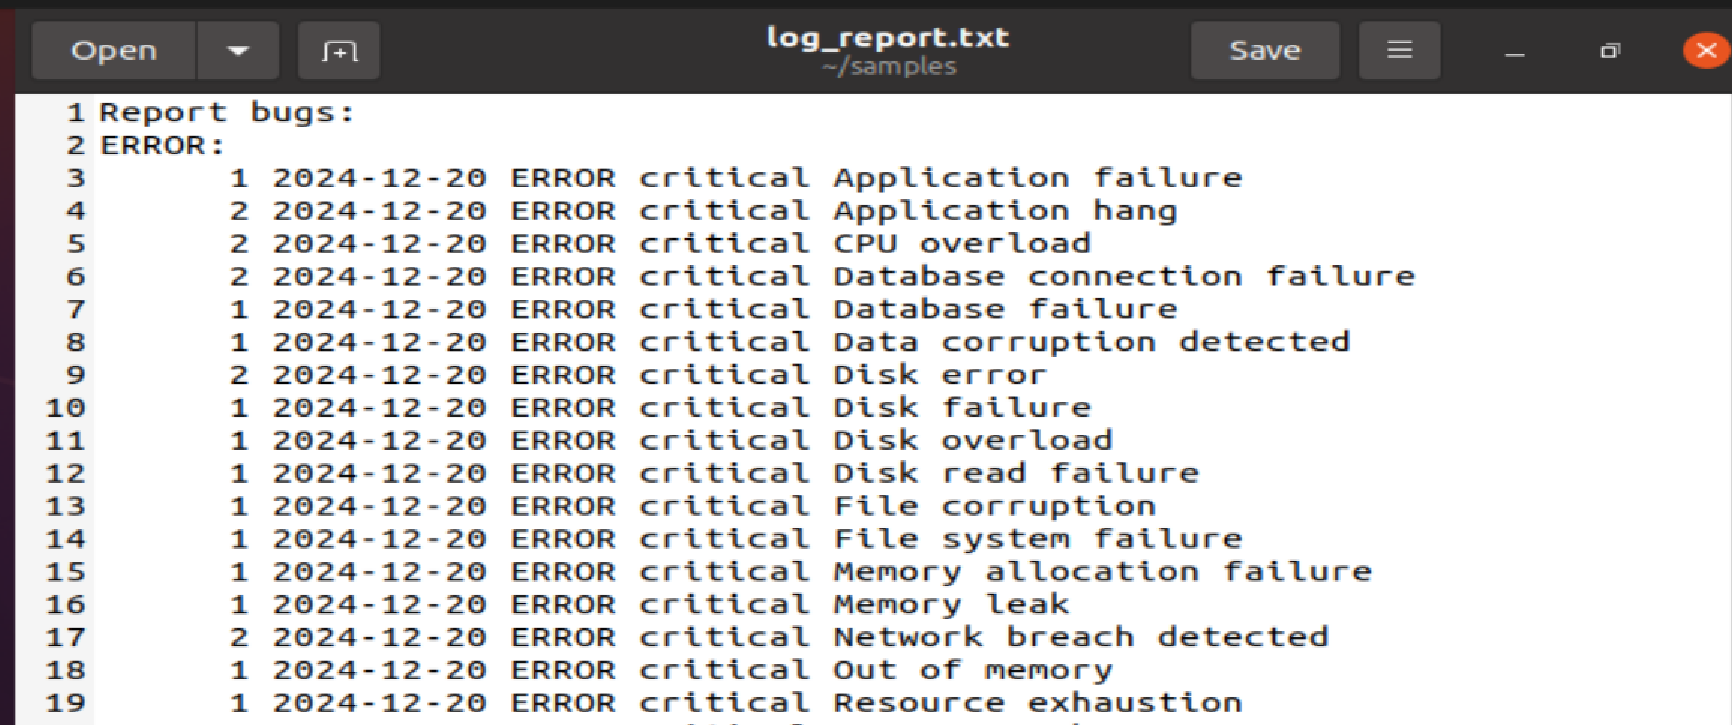 Open
log_report.txt
~/samples
Save
1 Report bugs:
2 ERROR:
3 1 2024-12-20 ERROR critical Application failure
4 2 2024-12-20 ERROR critical Application hang
5 2 2024-12-20 ERROR critical CPU overload
6 2 2024-12-20 ERROR critical Database connection failure
7 1 2024-12-20 ERROR critical Database failure
8 1 2024-12-20 ERROR critical Data corruption detected
9 2 2024-12-20 ERROR critical Disk error
10 1 2024-12-20 ERROR critical Disk failure
11 1 2024-12-20 ERROR critical Disk overload
12 1 2024-12-20 ERROR critical Disk read failure
13 1 2024-12-20 ERROR critical File corruption
14 1 2024-12-20 ERROR critical File system failure
15 1 2024-12-20 ERROR critical Memory allocation failure
16 1 2024-12-20 ERROR critical Memory leak
17 2 2024-12-20 ERROR critical Network breach detected
18 1 2024-12-20 ERROR critical Out of memory
19 1 2024-12-20 ERROR critical Resource exhaustion